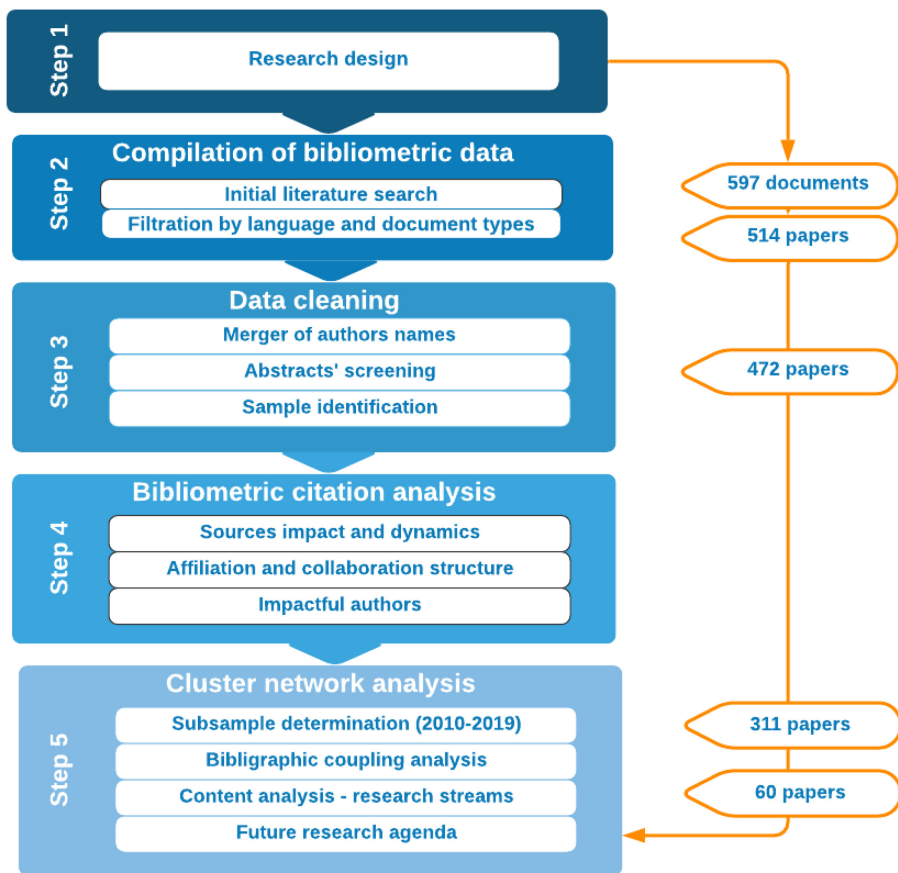 Step 1
Research design
Step 2
Compilation of bibliometric data
Initial literature search
597 documents
Filtration by language and document types
514 papers
Step 3
Data cleaning
Merger of authors names
Abstracts' screening
472 papers
Sample identification
Step 4
Bibliometric citation analysis
Sources impact and dynamics
Affiliation and collaboration structure
Impactful authors
Step 5
Cluster network analysis
Subsample determination (2010-2019)
311 papers
Bibligraphic coupling analysis
Content analysis - research streams
60 papers
Future research agenda